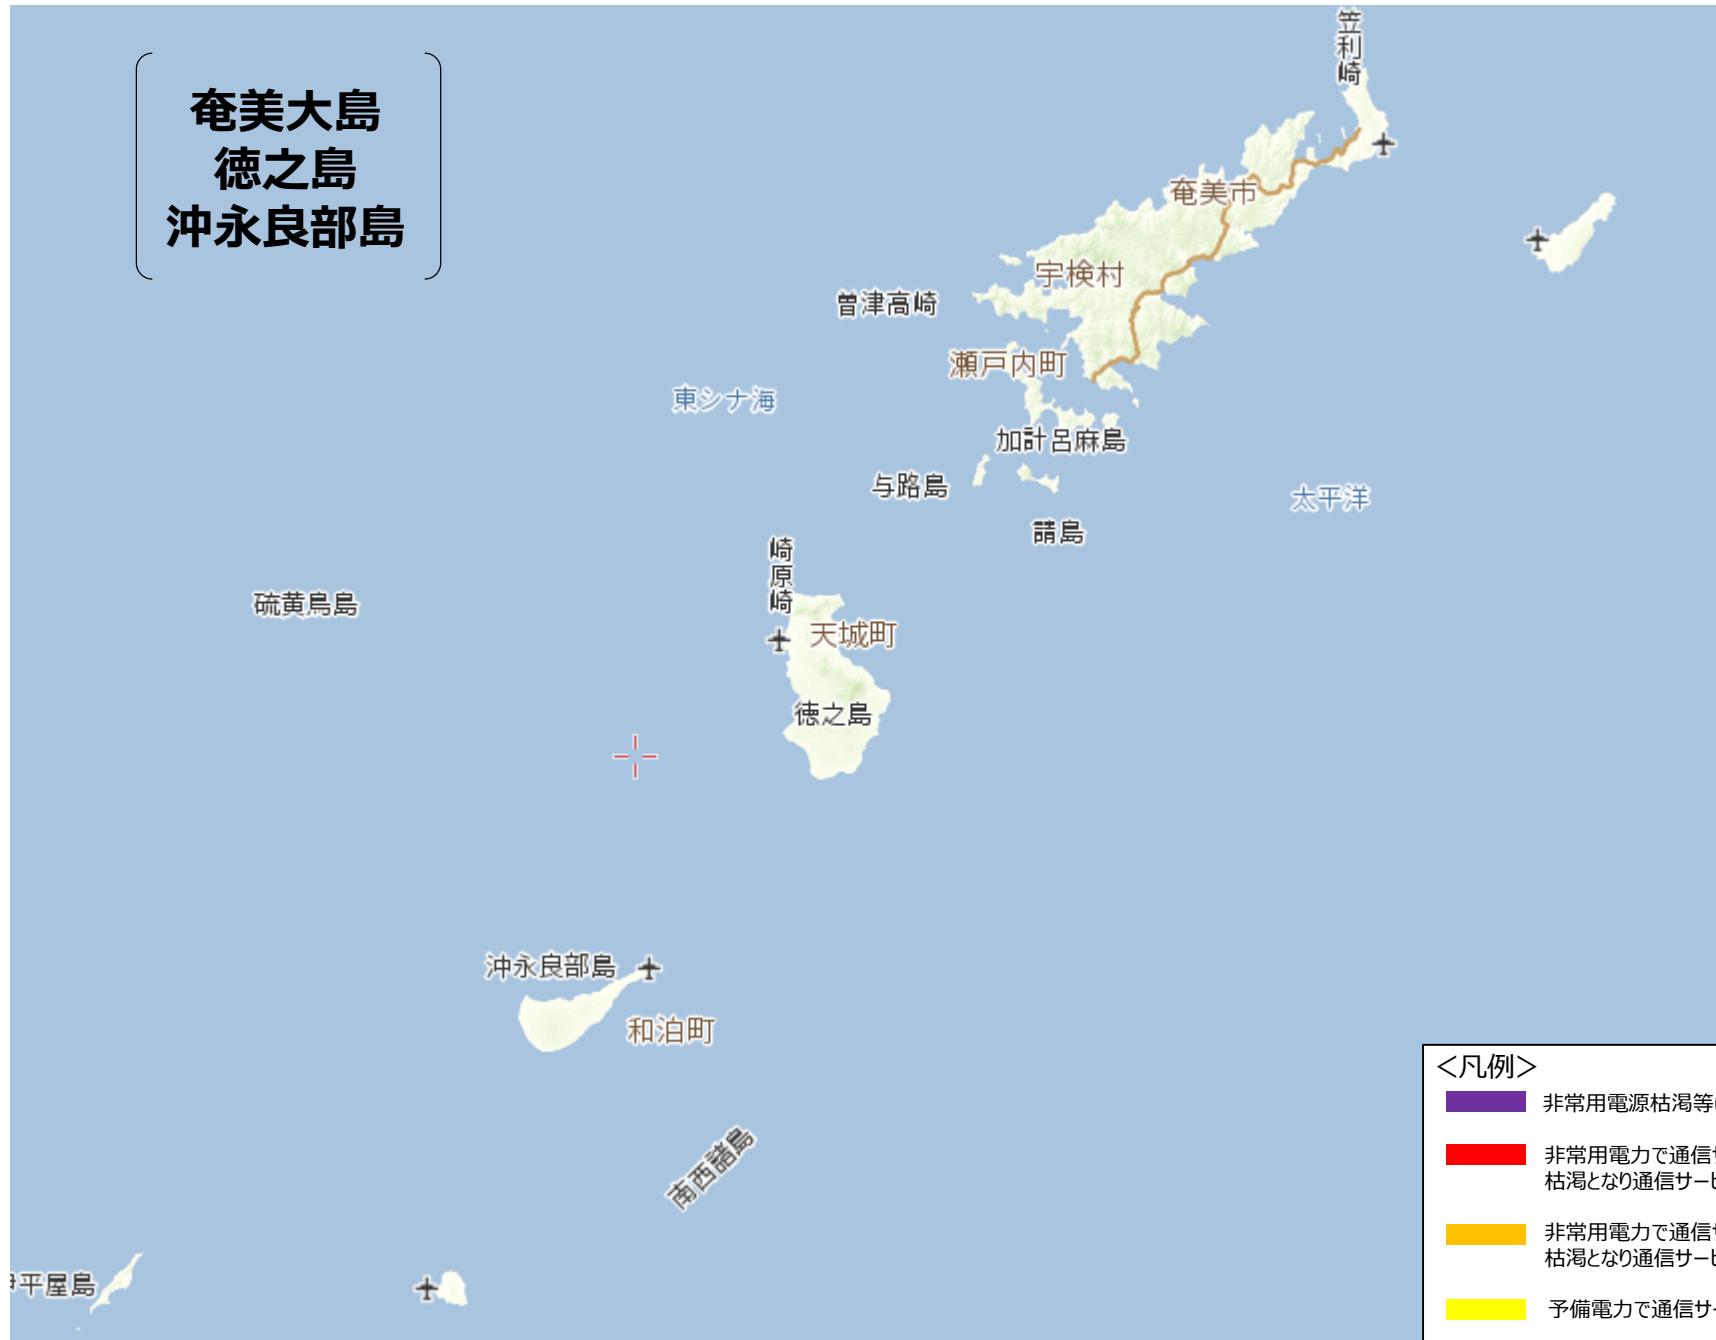 奄美大島
徳之島
沖永良部島
笠利崎
奄美市
宇検村
曽津高崎
瀬戸内町
東シナ海
加計呂麻島
与路島
太平洋
請島
崎原崎
硫黄鳥島
天城町
徳之島
沖永良部島
和泊町
南西諸島
伊平屋島
＜凡例＞
非常用電源枯渇等
非常用電力で通信サ
枯渇となり通信サービ
非常用電力で通信サ
枯渇となり通信サービ
予備電力で通信サー